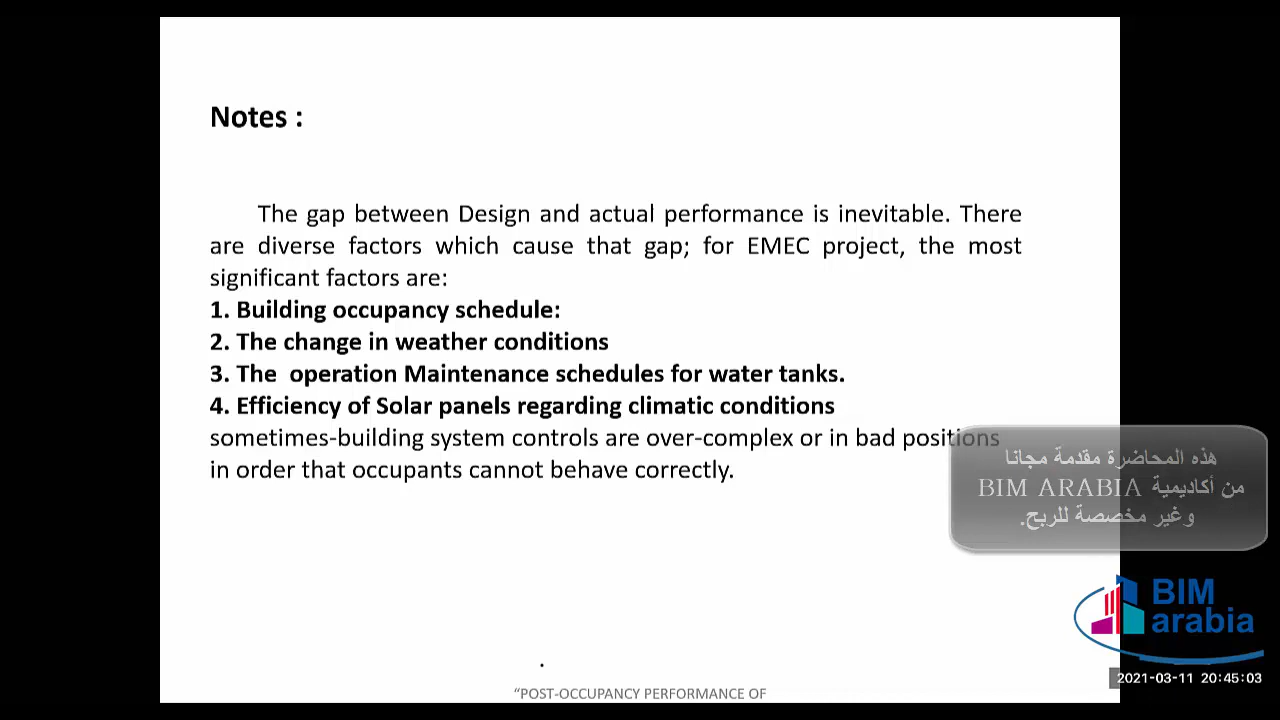 Notes :
The gap between Design and actual performance is inevitable. There
are diverse factors which cause that gap; for EMEC project, the most
significant factors are:
1. Building occupancy schedule:
2. The change in weather conditions
3. The operation Maintenance schedules for water tanks.
4. Efficiency of Solar panels regarding climatic conditions
sometimes-building system controls are over-complex or in bad positions
in order that occupants cannot behave correctly.
هذه المحاضرة مقدمة مجانا
من أكاديمية BIM ARABIA
وغير مخصصة للربح.
BIM
arabia
.
2021-03-11 20:45:03
“POST-OCCUPANCY PERFORMANCE OF